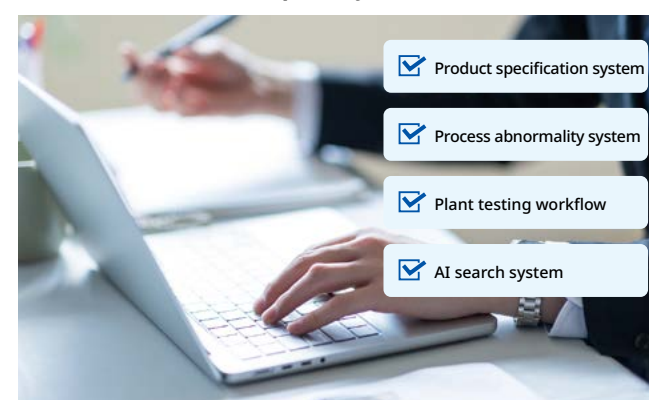 Product specification system
Process abnormality system
Plant testing workflow
AI search system